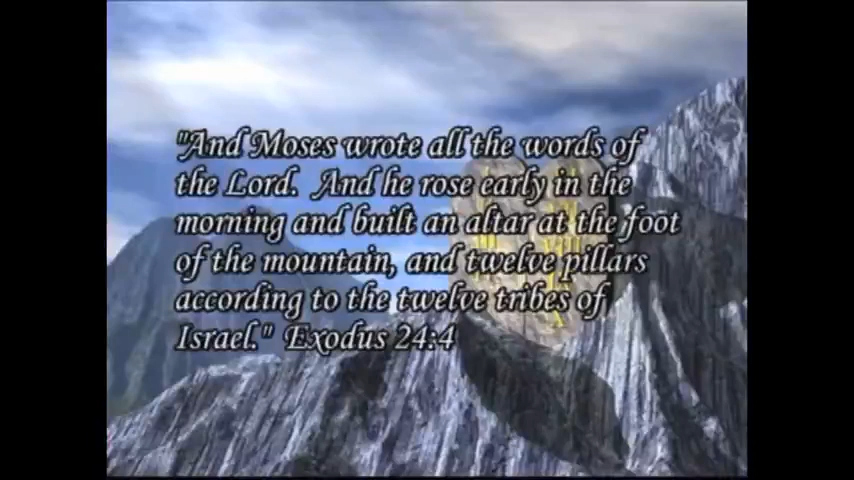 "And Moses wrote all the words of
the Lord. And he rose early in the
morning and built an altar at the foot
of the mountain, and twelve pillars
according to the twelve tribes of
Israel." Exodus 24:4